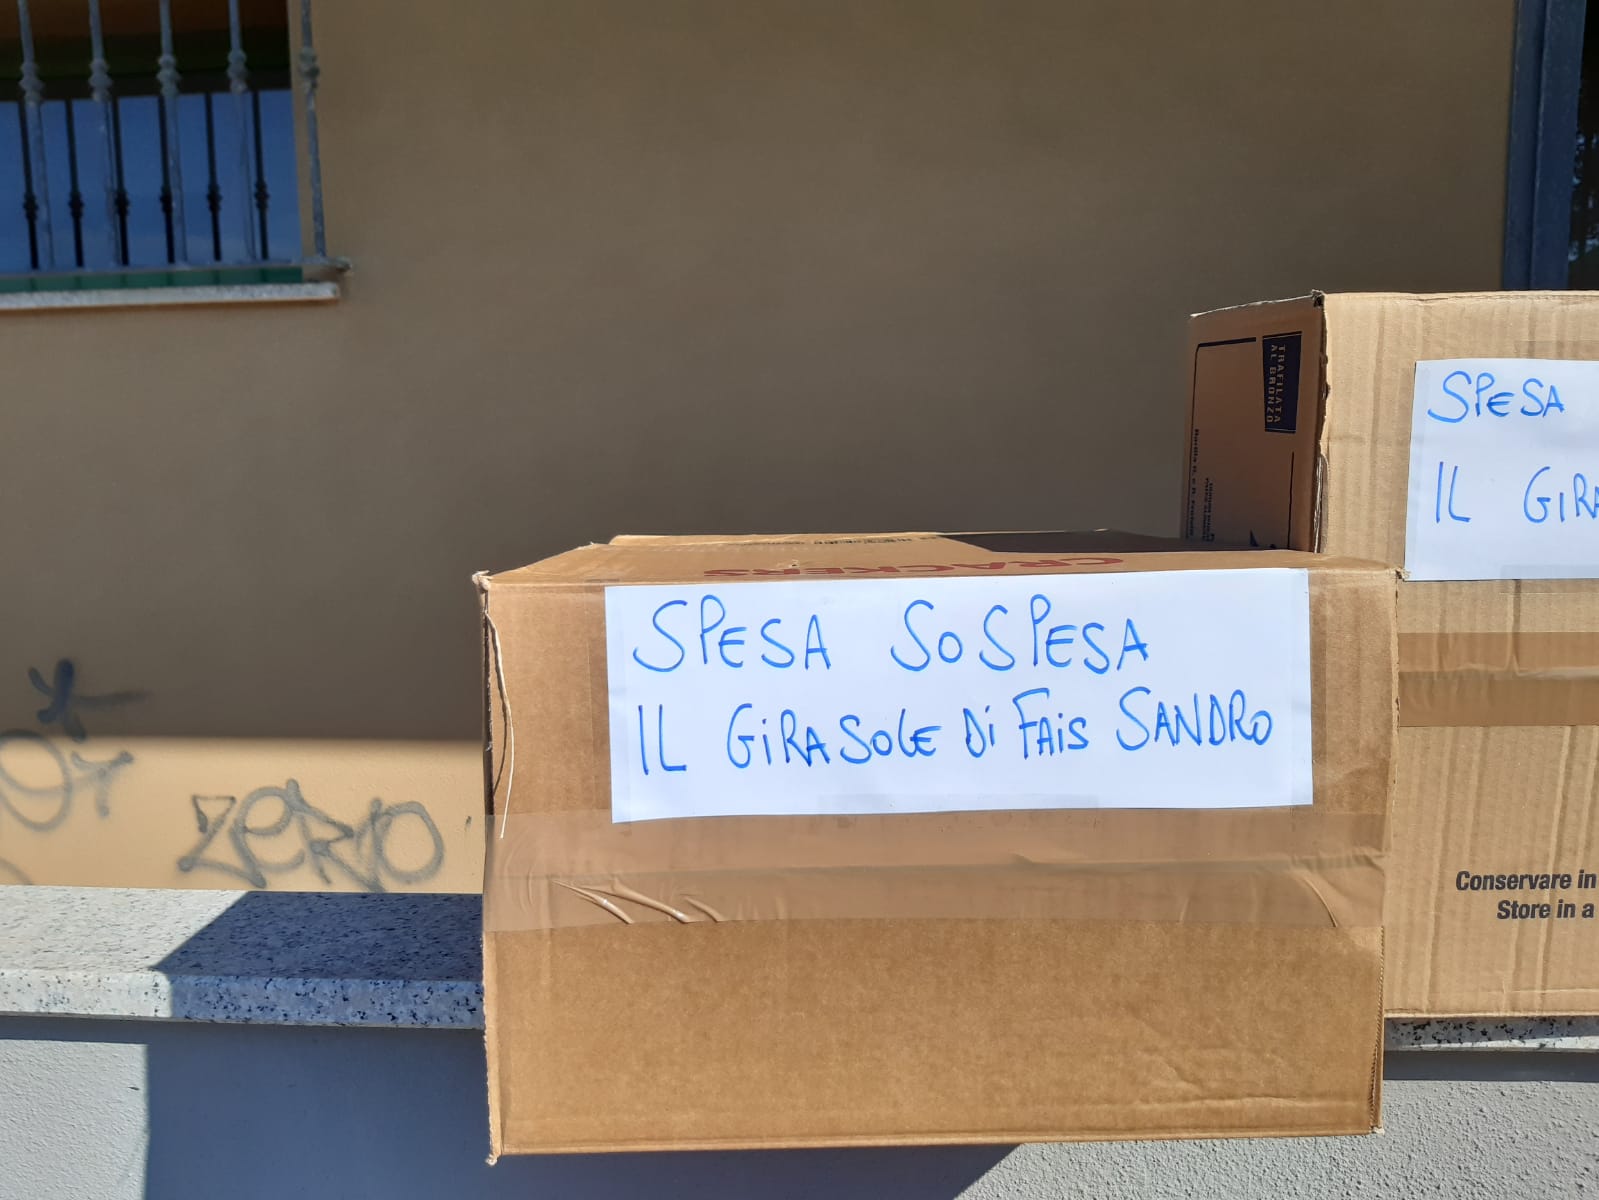 SPESA SOSPESA
IL GIRASOLE DI FAIS SANDRO
SPESA
IL GIRA
TRAFILATA
AL BRONZO
CRACKERS
Conservare in
Store in a
ZERO